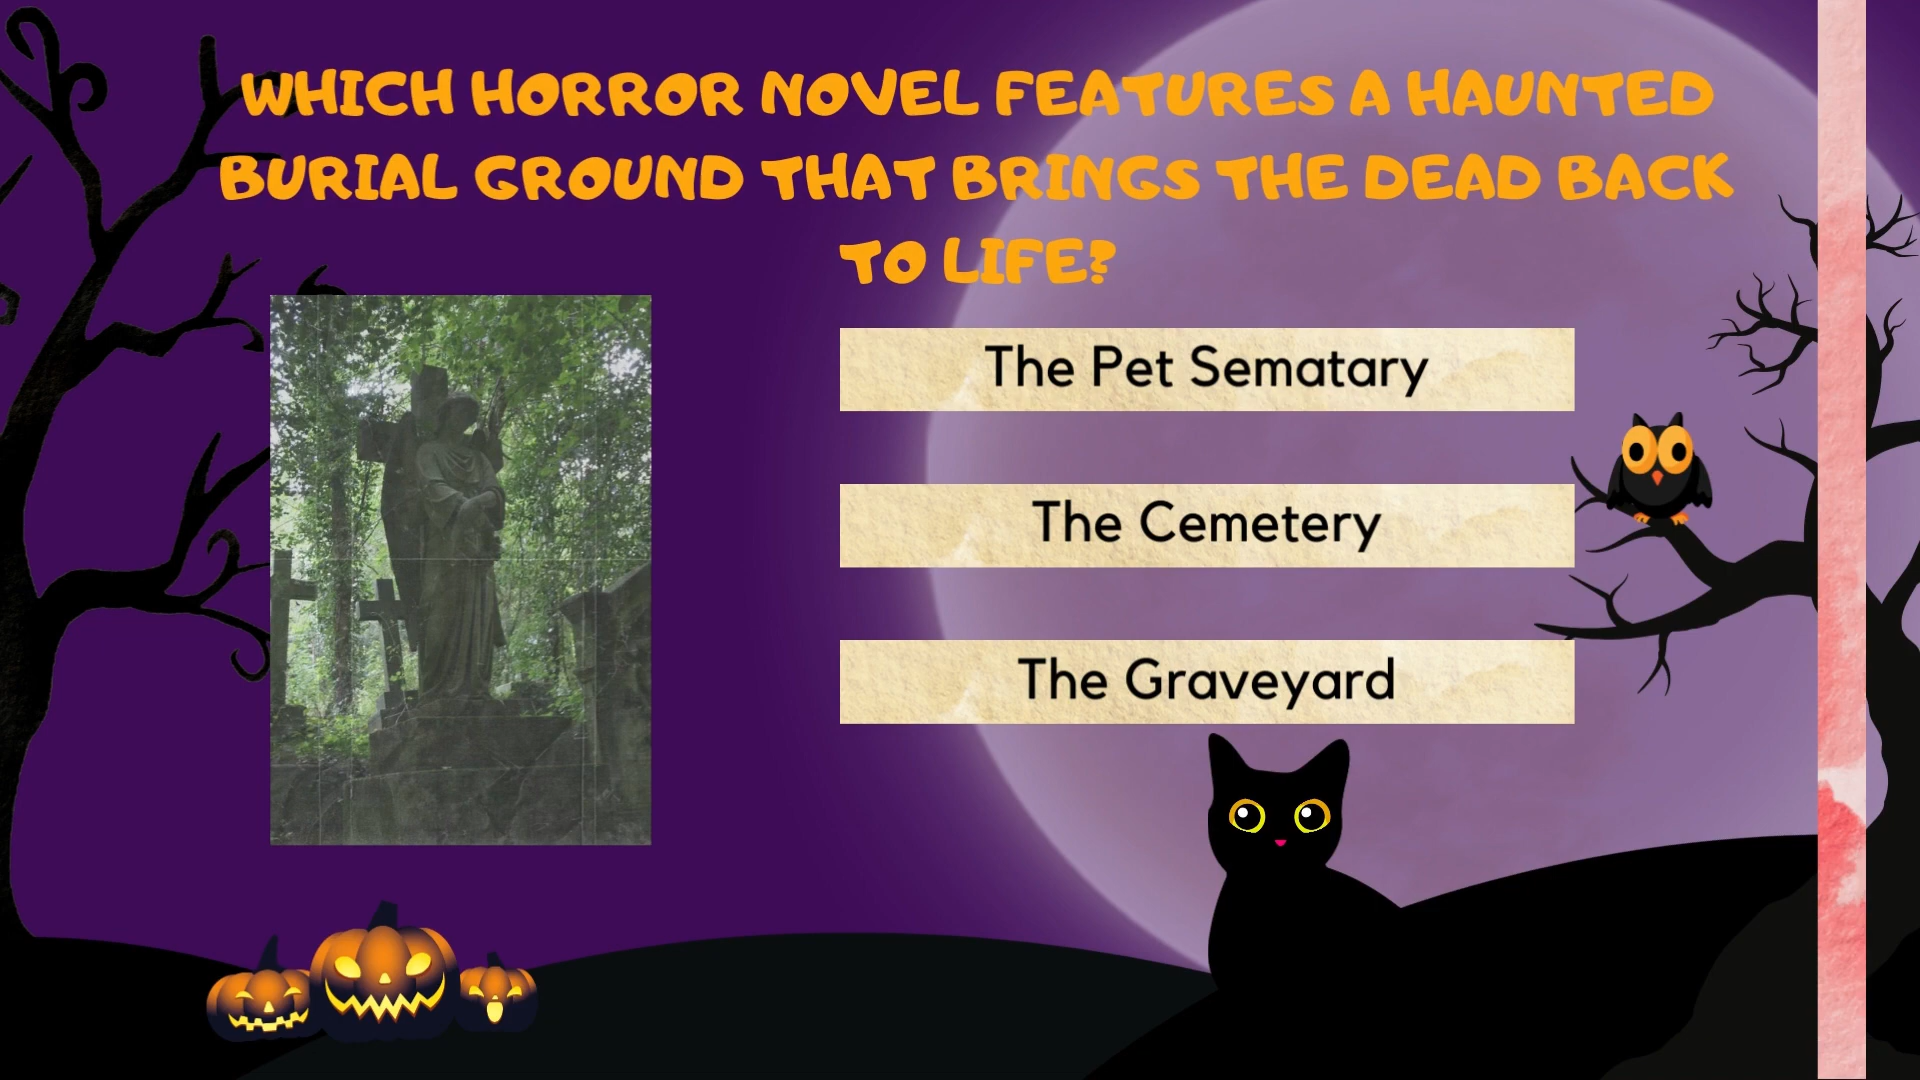 WHICH HORROR NOVEL FEATURES A HAUNTED
BURIAL GROUND THAT BRINGS THE DEAD BACK
TO LIFE?
The Pet Sematary
The Cemetery
The Graveyard